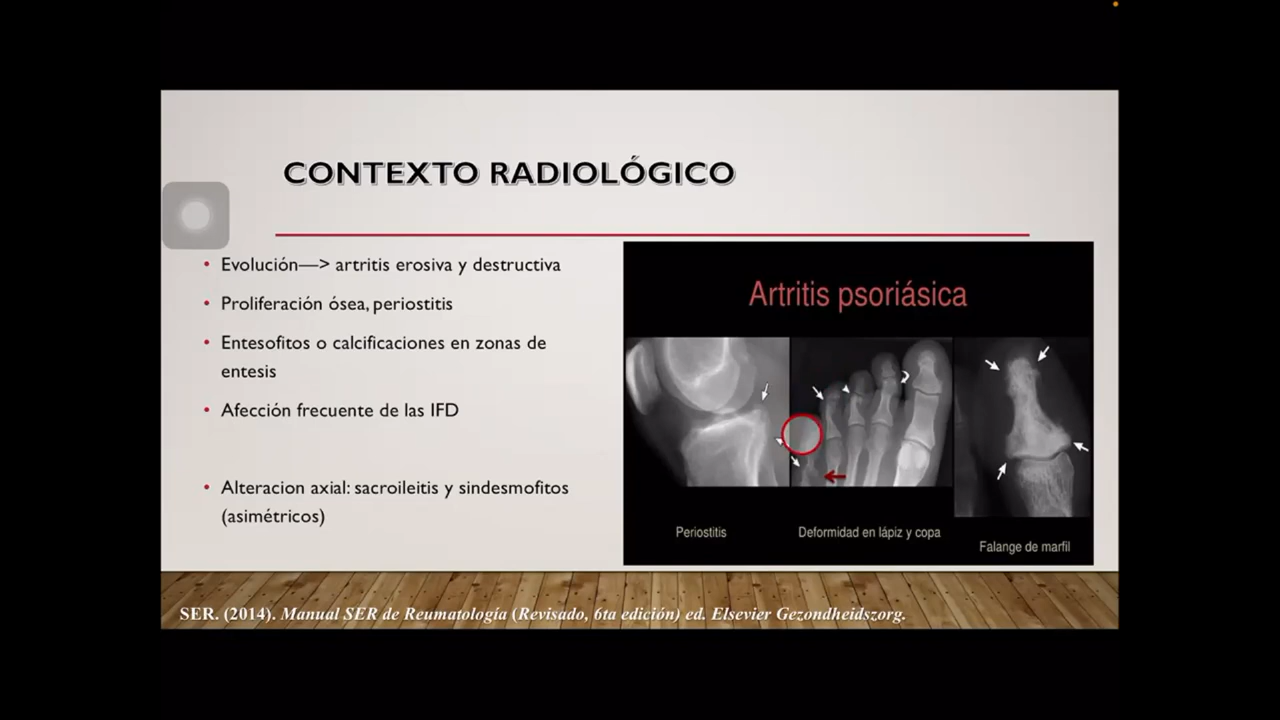 CONTEXTO RADIOLÓGICO
• Evolución—> artritis erosiva y destructiva
• Proliferación ósea, periostitis
• Entesofitos o calcificaciones en zonas de
entesis
• Afección frecuente de las IFD
• Alteracion axial: sacroileitis y sindesmofitos
(asimétricos)
Artritis psoriásica
Periostitis
Deformidad en lápiz y copa
Falange de marfil
SER. (2014). Manual SER de Reumatología (Revisado, 6ta edición) ed. Elsevier Gezondheidszorg.